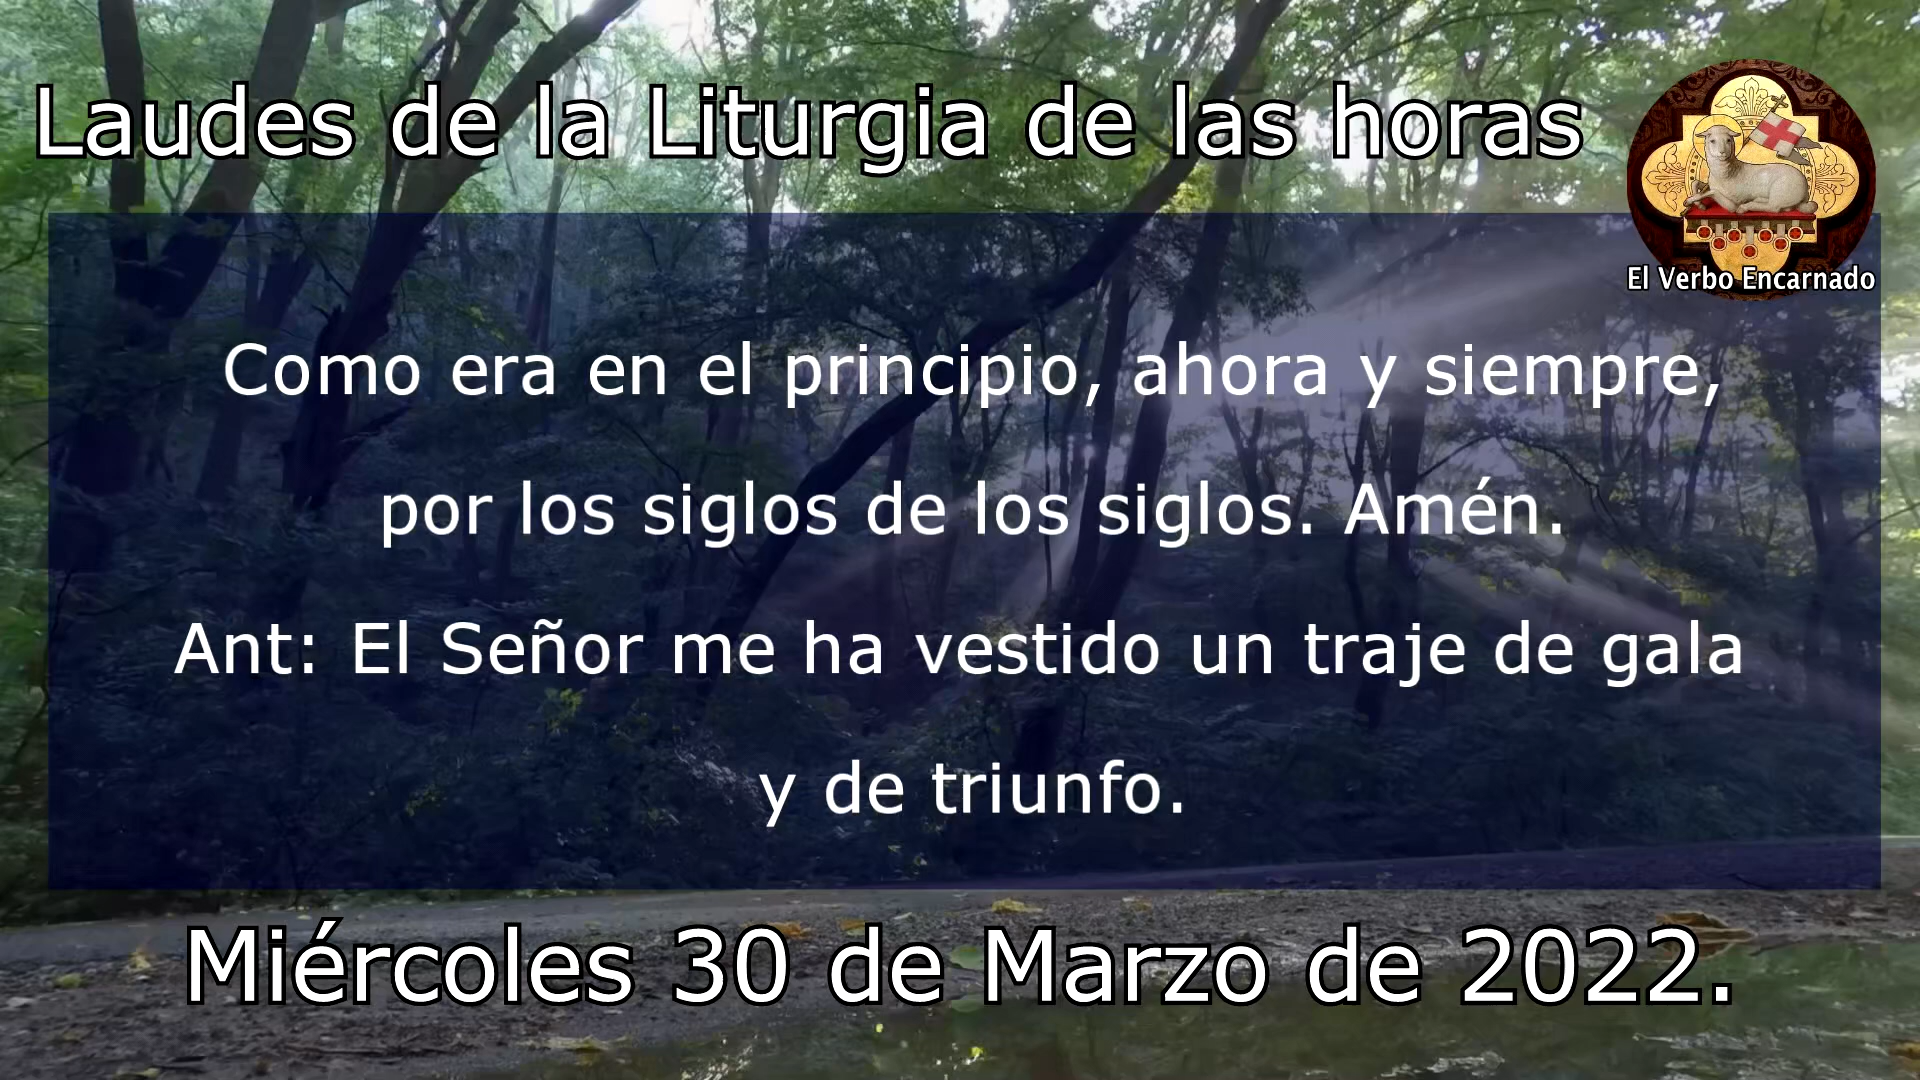 Laudes de la Liturgia de las horas
El Verbo Encarnado
Como era en el principio, ahora y siempre,
por los siglos de los siglos. Amén.
Ant: El Señor me ha vestido un traje de gala
y de triunfo.
Miércoles 30 de Marzo de 2022.